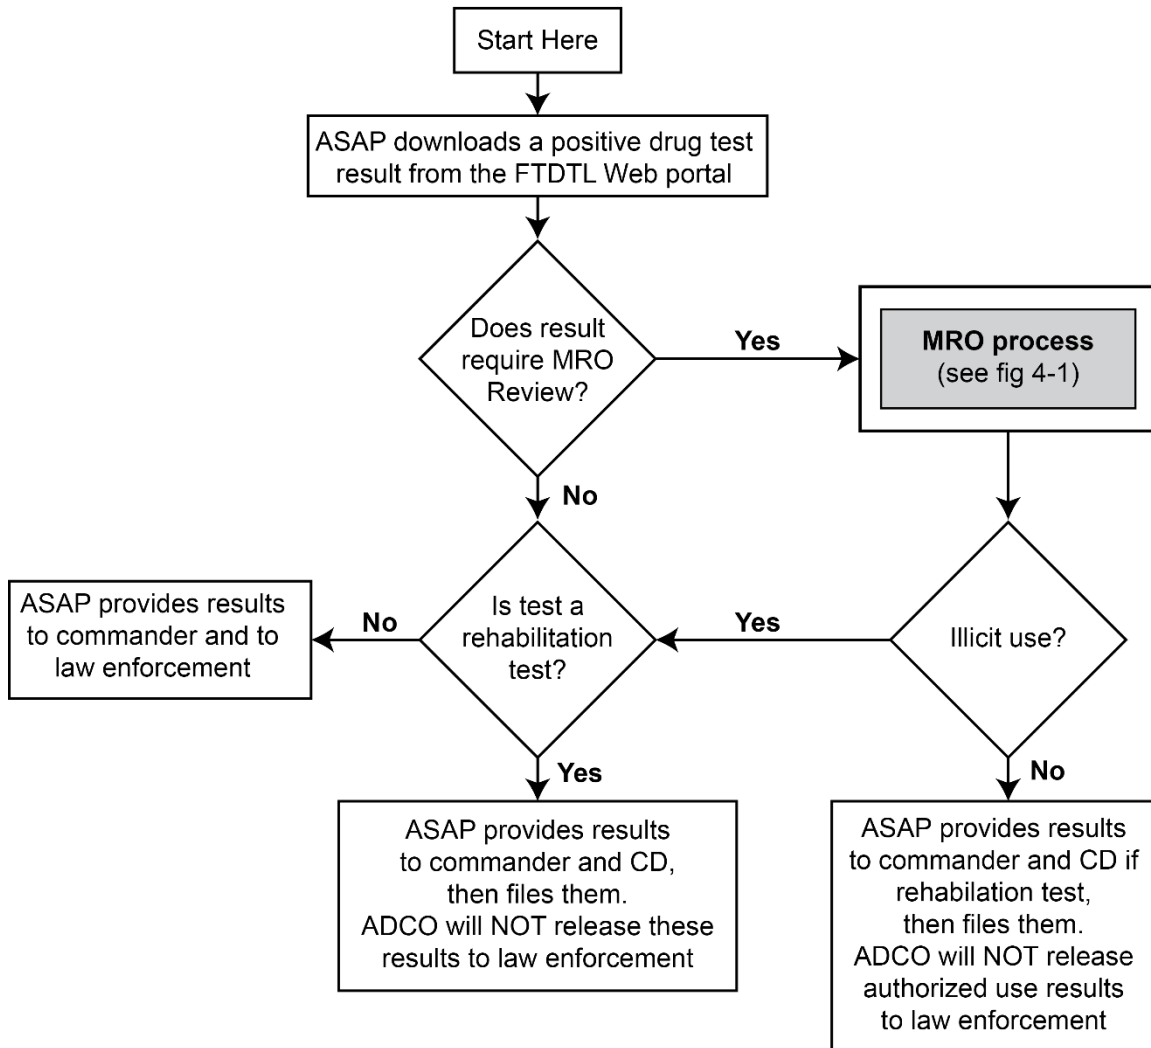 Start Here
ASAP downloads a positive drug test
result from the FTDTL Web portal
Does result
require MRO
Review?
Yes
MRO process
(see fig 4-1)
No
ASAP provides results
to commander and to
law enforcement
No
Is test a
rehabilitation
test?
Yes
Illicit use?
Yes
No
ASAP provides results
to commander and CD,
then files them.
ADCO will NOT release these
results to law enforcement
ASAP provides results
to commander and CD if
rehabilation test,
then files them.
ADCO will NOT release
authorized use results
to law enforcement